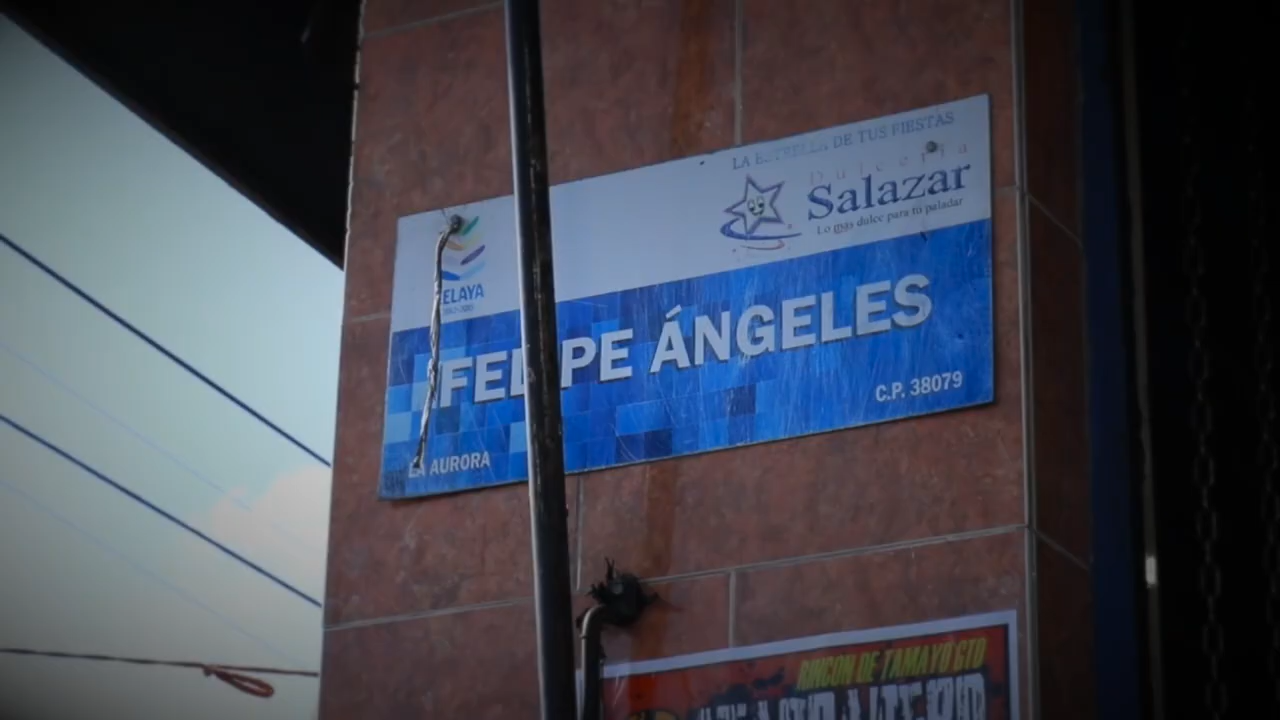 LA ESTRELLA DE TUS FIESTAS
Dulcería
Salazar
Lo más dulce para tu paladar
ELAYA
FELIPE ÁNGELES
C.P. 38079
LA AURORA
RINCON DE TAMAYO GTO